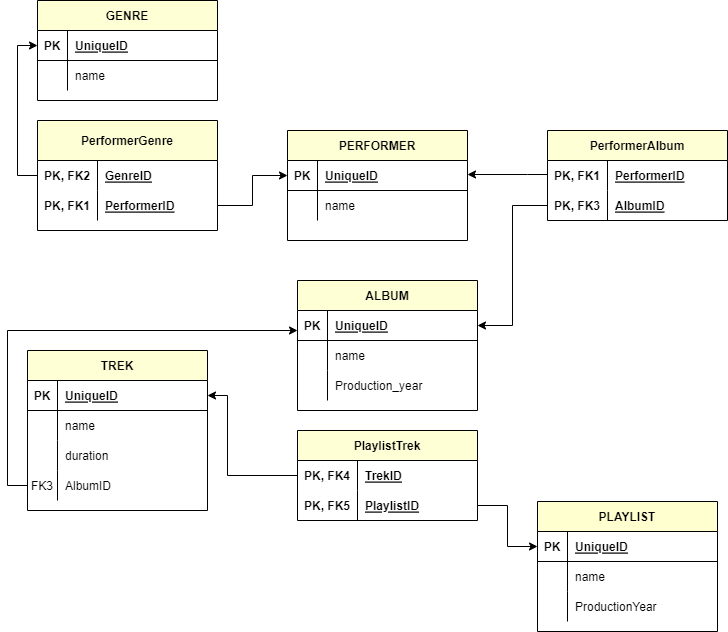 GENRE
PK UniqueID
name
PerformerGenre
PK, FK2 GenreID
PK, FK1 PerformerID
PERFORMER
PK UniqueID
name
PerformerAlbum
PK, FK1 PerformerID
PK, FK3 AlbumID
ALBUM
PK UniqueID
name
Production_year
TREK
PK UniqueID
name
duration
FK3 AlbumID
PlaylistTrek
PK, FK4 TrekID
PK, FK5 PlaylistID
PLAYLIST
PK UniqueID
name
ProductionYear